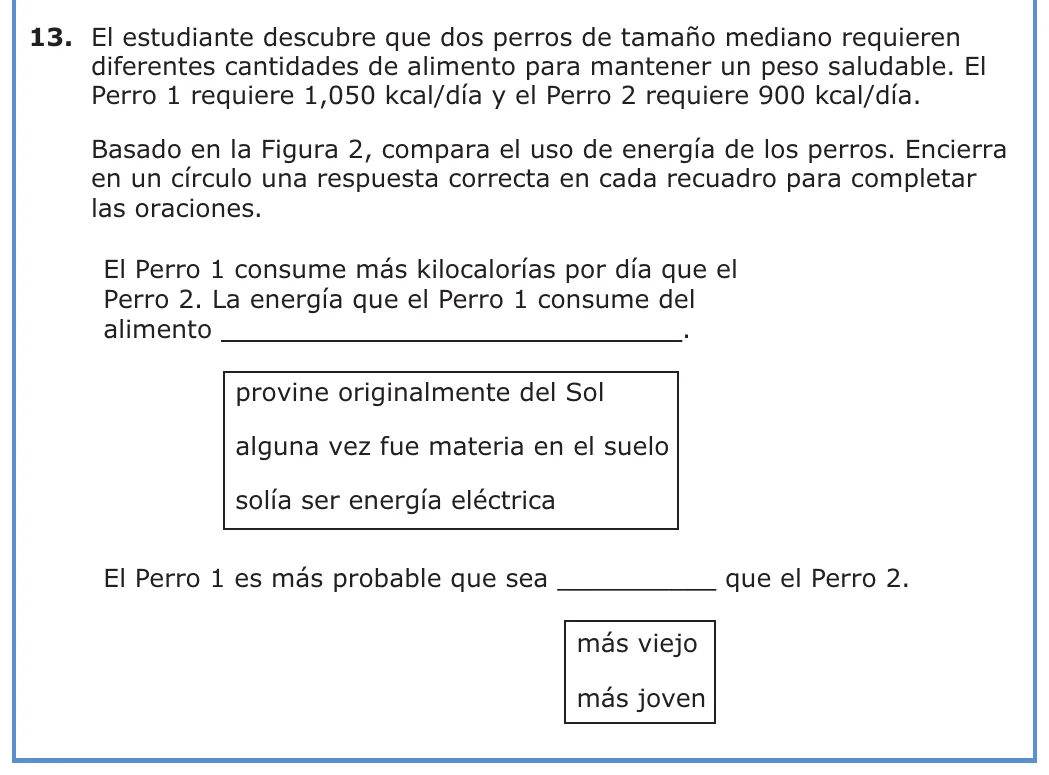 13. El estudiante descubre que dos perros de tamaño mediano requieren
diferentes cantidades de alimento para mantener un peso saludable. El
Perro 1 requiere 1,050 kcal/día y el Perro 2 requiere 900 kcal/día.
Basado en la Figura 2, compara el uso de energía de los perros. Encierra
en un círculo una respuesta correcta en cada recuadro para completar
las oraciones.
El Perro 1 consume más kilocalorías por día que el
Perro 2. La energía que el Perro 1 consume del
alimento ______________________________.
provine originalmente del Sol
alguna vez fue materia en el suelo
solía ser energía eléctrica
El Perro 1 es más probable que sea __________ que el Perro 2.
más viejo
más joven